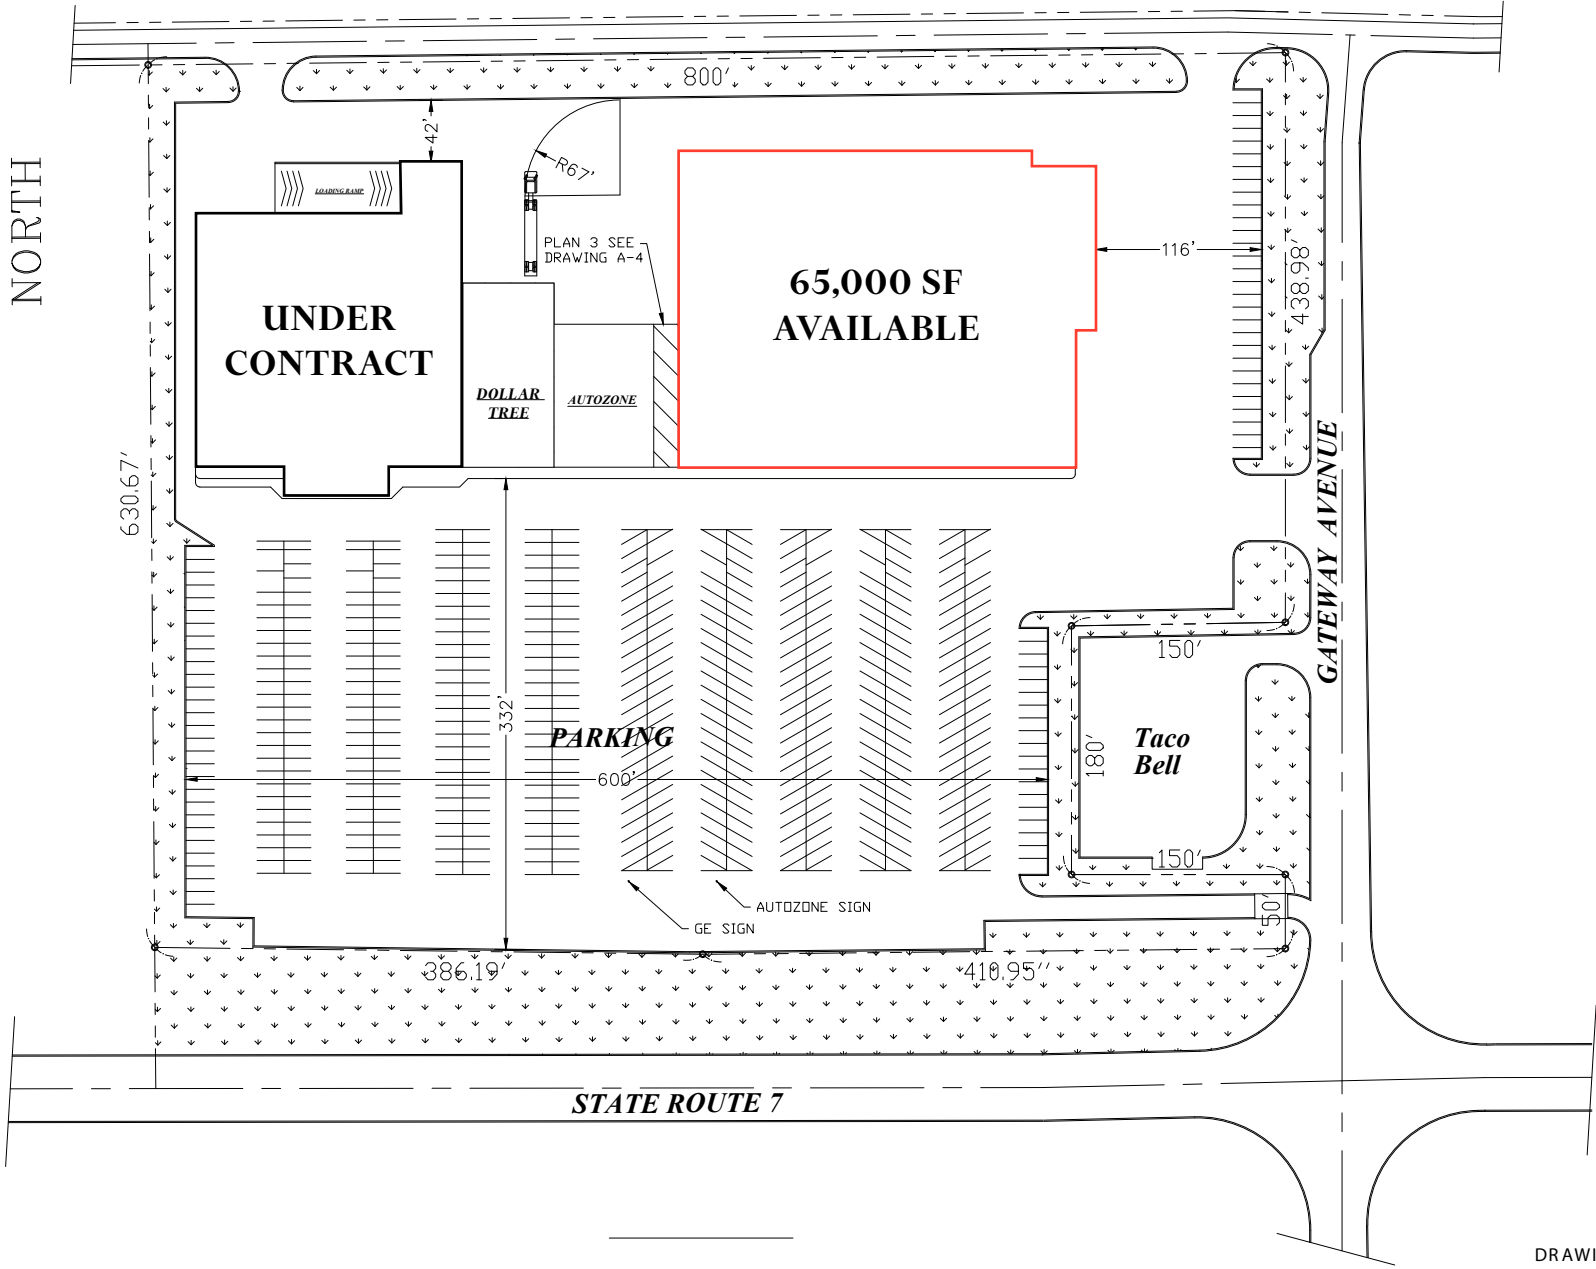 800'
42'
R67'
NORTH
LOADING RAMP
PLAN 3 SEE
DRAWING A-4
116'
438.98'
65,000 SF
AVAILABLE
UNDER
CONTRACT
DOLLAR
TREE
AUTOZONE
630.67'
GATEWAY AVENUE
150'
332'
PARKING
600'
180'
Taco
Bell
150'
AUTOZONE SIGN
GE SIGN
50'
386.19'
410.95''
STATE ROUTE 7
DRAWI